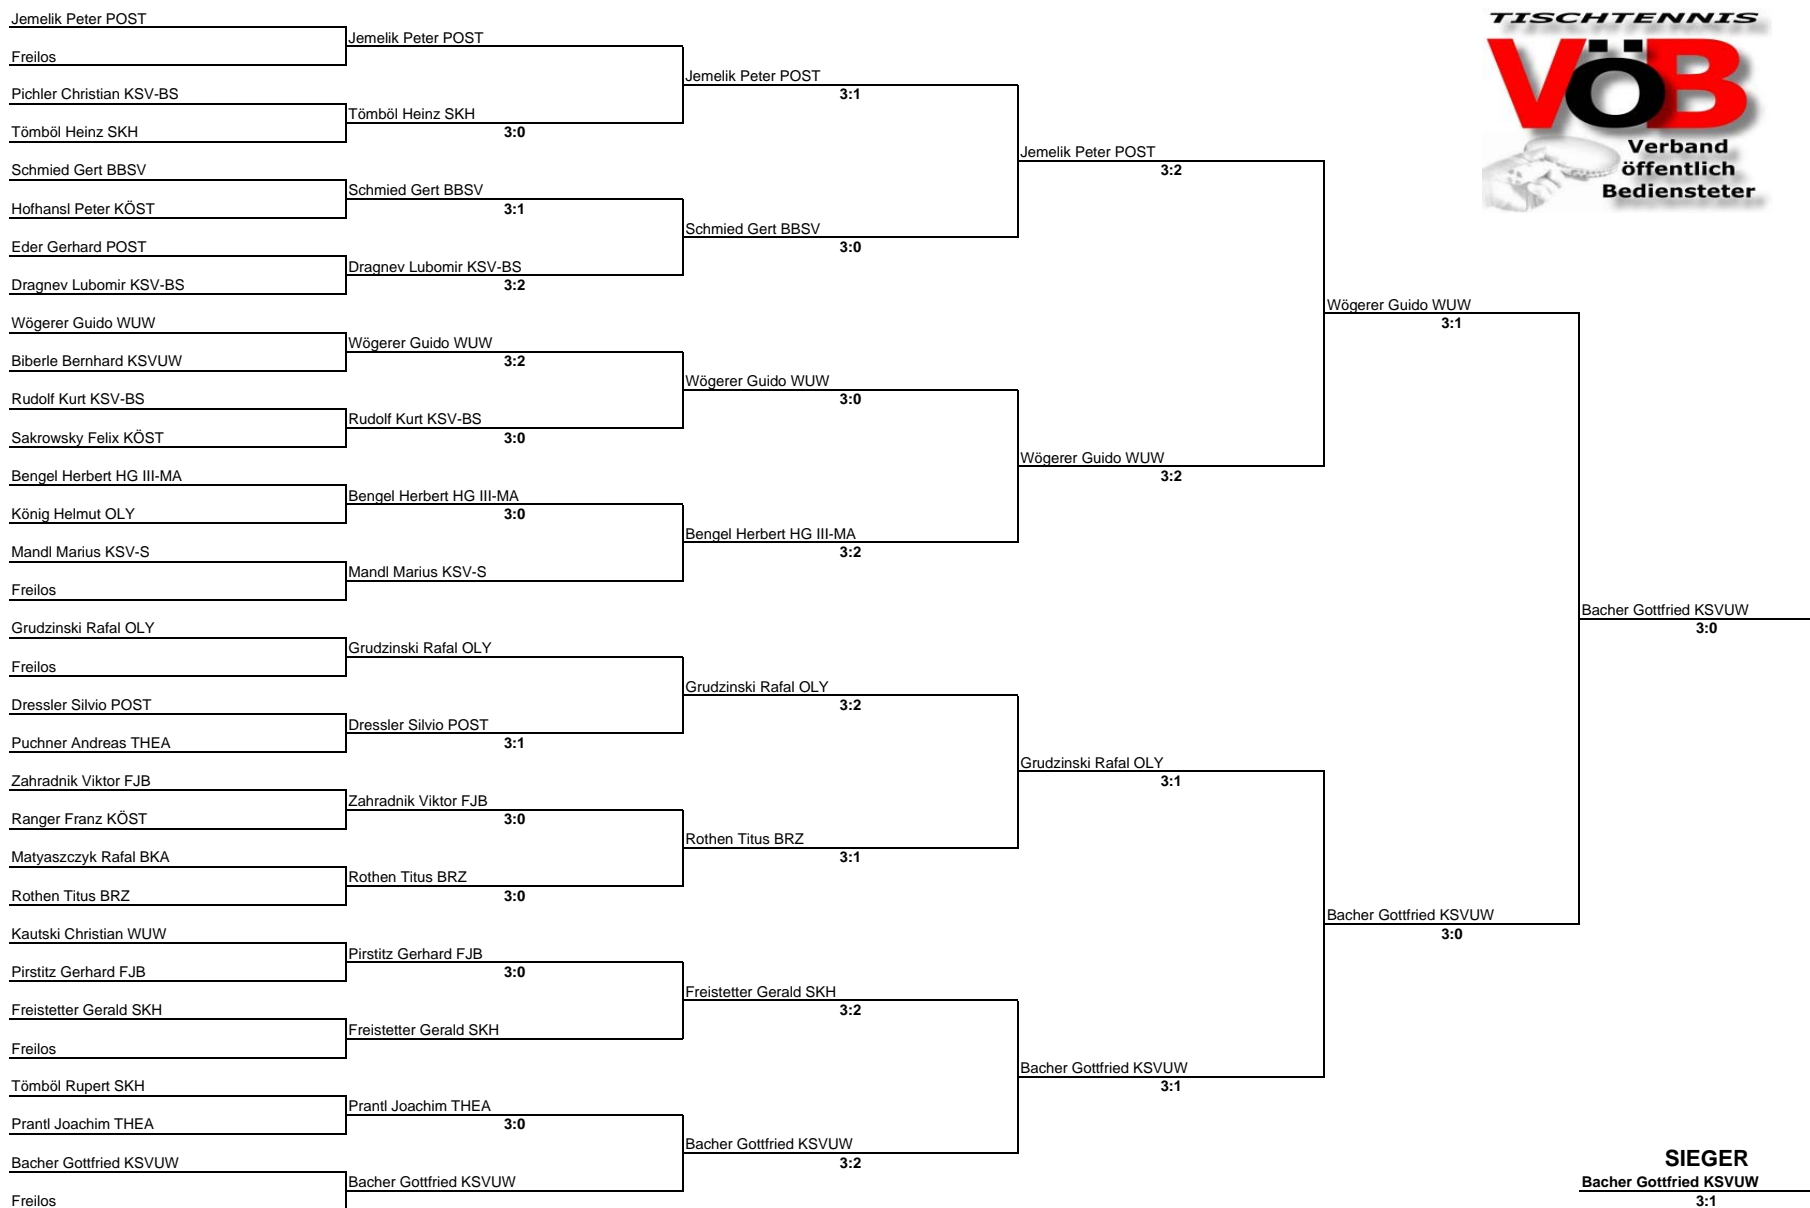 Jemelik Peter POST
Freilos
Pichler Christian KSV-BS
Tömböl Heinz SKH
Schmied Gert BBSV
Hofhansl Peter KÖST
Eder Gerhard POST
Dragnev Lubomir KSV-BS
Wögerer Guido WUW
Biberle Bernhard KSVUW
Rudolf Kurt KSV-BS
Sakrowsky Felix KÖST
Bengel Herbert HG III-MA
König Helmut OLY
Mandl Marius KSV-S
Freilos
Grudzinski Rafal OLY
Freilos
Dressler Silvio POST
Puchner Andreas THEA
Zahradnik Viktor FJB
Ranger Franz KÖST
Matyaszczyk Rafal BKA
Rothen Titus BRZ
Kautski Christian WUW
Pirstitz Gerhard FJB
Freistetter Gerald SKH
Freilos
Tömböl Rupert SKH
Prantl Joachim THEA
Bacher Gottfried KSVUW
Freilos
Jemelik Peter POST
Tömböl Heinz SKH
3:0
Schmied Gert BBSV
3:1
Dragnev Lubomir KSV-BS
3:2
Wögerer Guido WUW
3:2
Rudolf Kurt KSV-BS
3:0
Bengel Herbert HG III-MA
3:0
Mandl Marius KSV-S
Grudzinski Rafal OLY
Dressler Silvio POST
3:1
Zahradnik Viktor FJB
3:0
Rothen Titus BRZ
3:0
Pirstitz Gerhard FJB
3:0
Freistetter Gerald SKH
Prantl Joachim THEA
3:0
Bacher Gottfried KSVUW
Jemelik Peter POST
3:1
Schmied Gert BBSV
3:0
Wögerer Guido WUW
3:0
Bengel Herbert HG III-MA
3:2
Grudzinski Rafal OLY
3:2
Rothen Titus BRZ
3:1
Freistetter Gerald SKH
3:2
Bacher Gottfried KSVUW
3:2
Jemelik Peter POST
3:2
Wögerer Guido WUW
3:2
Grudzinski Rafal OLY
3:1
Bacher Gottfried KSVUW
3:1
Wögerer Guido WUW
3:1
Bacher Gottfried KSVUW
3:0
TISCHTENNIS
VÖB
Verband
öffentlich
Bediensteter
Bacher Gottfried KSVUW
3:0
SIEGER
Bacher Gottfried KSVUW
3:1